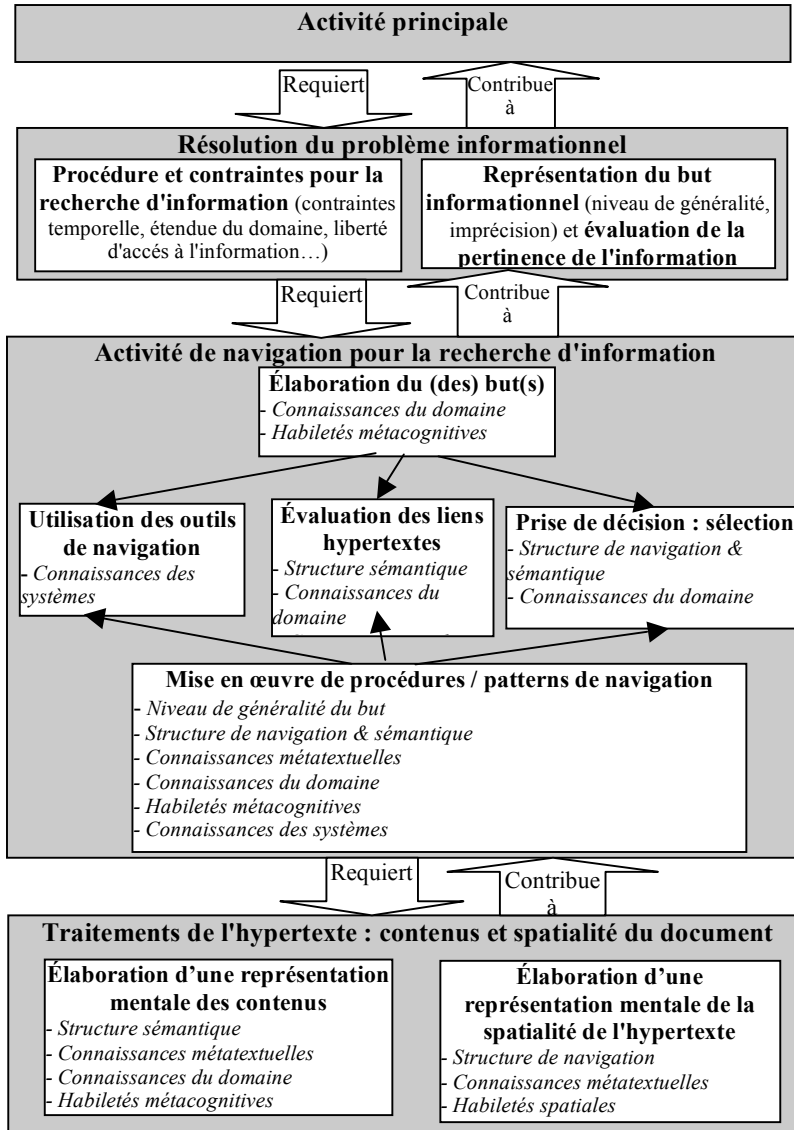 Activité principale
Requiert
Contribue
à
Résolution du problème informationnel
Procédure et contraintes pour la
recherche d'information (contraintes
temporelle, étendue du domaine, liberté
d'accés à l'information…)
Représentation du but
informationnel (niveau de généralité,
imprécision) et évaluation de la
pertinence de l'information
Requiert
Contribue
à
Activité de navigation pour la recherche d'information
Élaboration du (des) but(s)
- Connaissances du domaine
- Habiletés métacognitives
Utilisation des outils
de navigation
- Connaissances des
systèmes
Évaluation des liens
hypertextes
- Structure sémantique
- Connaissances du
domaine
Prise de décision : sélection
- Structure de navigation &
sémantique
- Connaissances du domaine
Mise en œuvre de procédures / patterns de navigation
- Niveau de généralité du but
- Structure de navigation & sémantique
- Connaissances métatextuelles
- Connaissances du domaine
- Habiletés métacognitives
- Connaissances des systèmes
Requiert
Contribue
à
Traitements de l'hypertexte : contenus et spatialité du document
Élaboration d’une représentation
mentale des contenus
- Structure sémantique
- Connaissances métatextuelles
- Connaissances du domaine
- Habiletés métacognitives
Élaboration d’une
représentation mentale de la
spatialité de l'hypertexte
- Structure de navigation
- Connaissances métatextuelles
- Habiletés spatiales